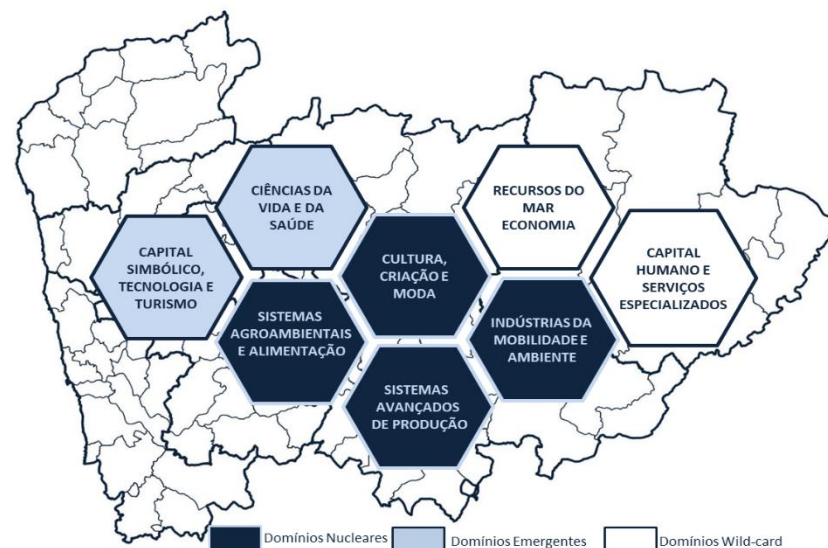 CIÊNCIAS DA
VIDA E DA
SAÚDE
RECURSOS DO
MAR
ECONOMIA
CAPITAL
SIMBÓLICO,
TECNOLOGIA E
TURISMO
CULTURA,
CRIAÇÃO E
MODA
CAPITAL
HUMANO E
SERVIÇOS
ESPECIALIZADOS
SISTEMAS
AGROAMBIENTAIS
E ALIMENTAÇÃO
INDÚSTRIAS DA
MOBILIDADE E
AMBIENTE
SISTEMAS
AVANÇADOS
DE PRODUÇÃO
Domínios Nucleares
Domínios Emergentes
Domínios Wild-card